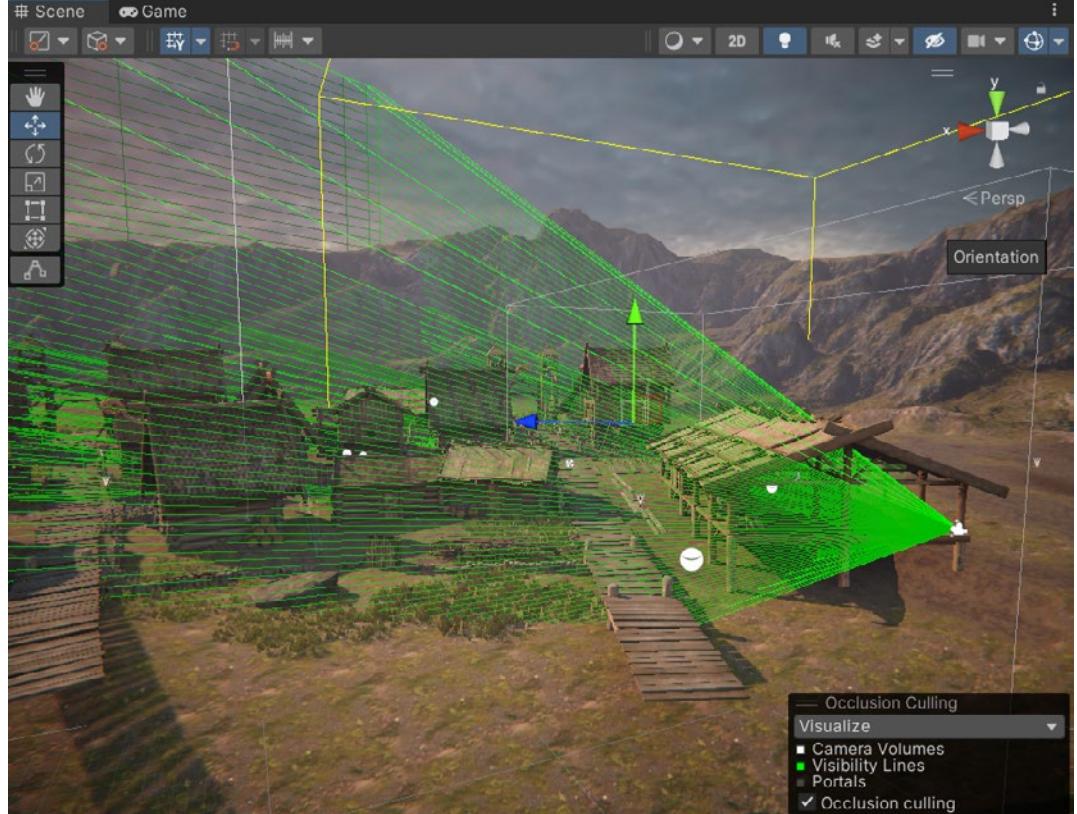 Scene Game
2D
y
x
Persp
Orientation
Occlusion Culling
Visualize
Camera Volumes
Visibility Lines
Portals
Occlusion culling